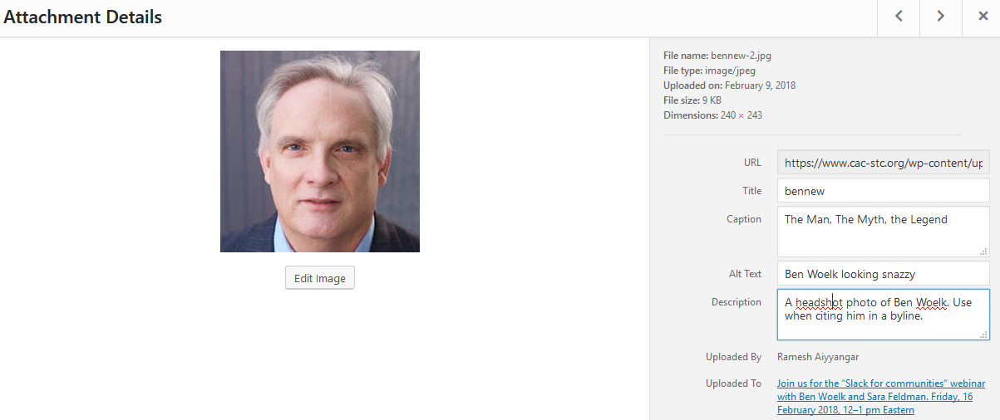 Attachment Details
File name: bennew-2.jpg
File type: image/jpeg
Uploaded on: February 9, 2018
File size: 9 KB
Dimensions: 240 × 243
URL https://www.cac-stc.org/wp-content/up
Title bennew
Caption The Man, The Myth, the Legend
Edit Image
Alt Text Ben Woelk looking snazzy
Description A headshot photo of Ben Woelk. Use
when citing him in a byline.
Uploaded By Ramesh Aiyyangar
Uploaded To Join us for the “Slack for communities” webinar
with Ben Woelk and Sara Feldman. Friday, 16
February 2018, 12–1 pm Eastern